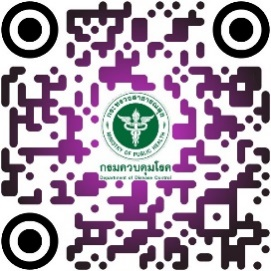 กระทรวงสาธารณสุข
MINISTRY OF PUBLIC HEALTH
กรมควบคุมโรค
Department of Disease Control